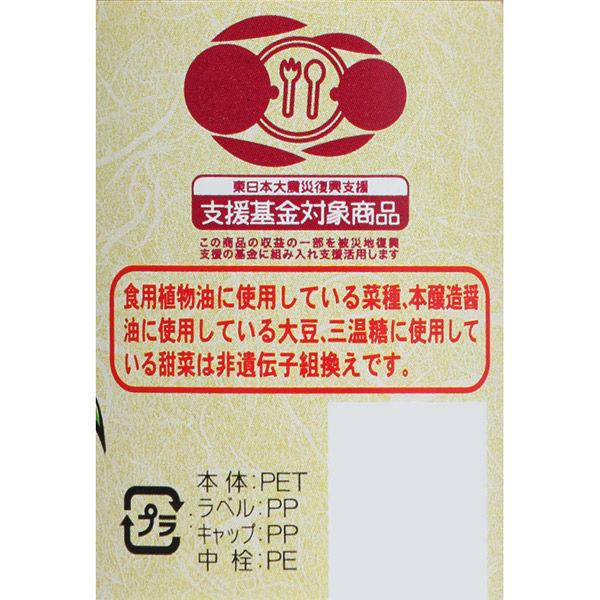 東日本大震災復興支援
支援基金対象商品
この商品の収益の一部を被災地復興
支援の基金に組み入れ支援活用します
食用植物油に使用している菜種、本醸造醤
油に使用している大豆、三温糖に使用して
いる甜菜は非遺伝子組換えです。
プラ
本体:PET
ラベル:PP
キャップ:PP
中栓:PE